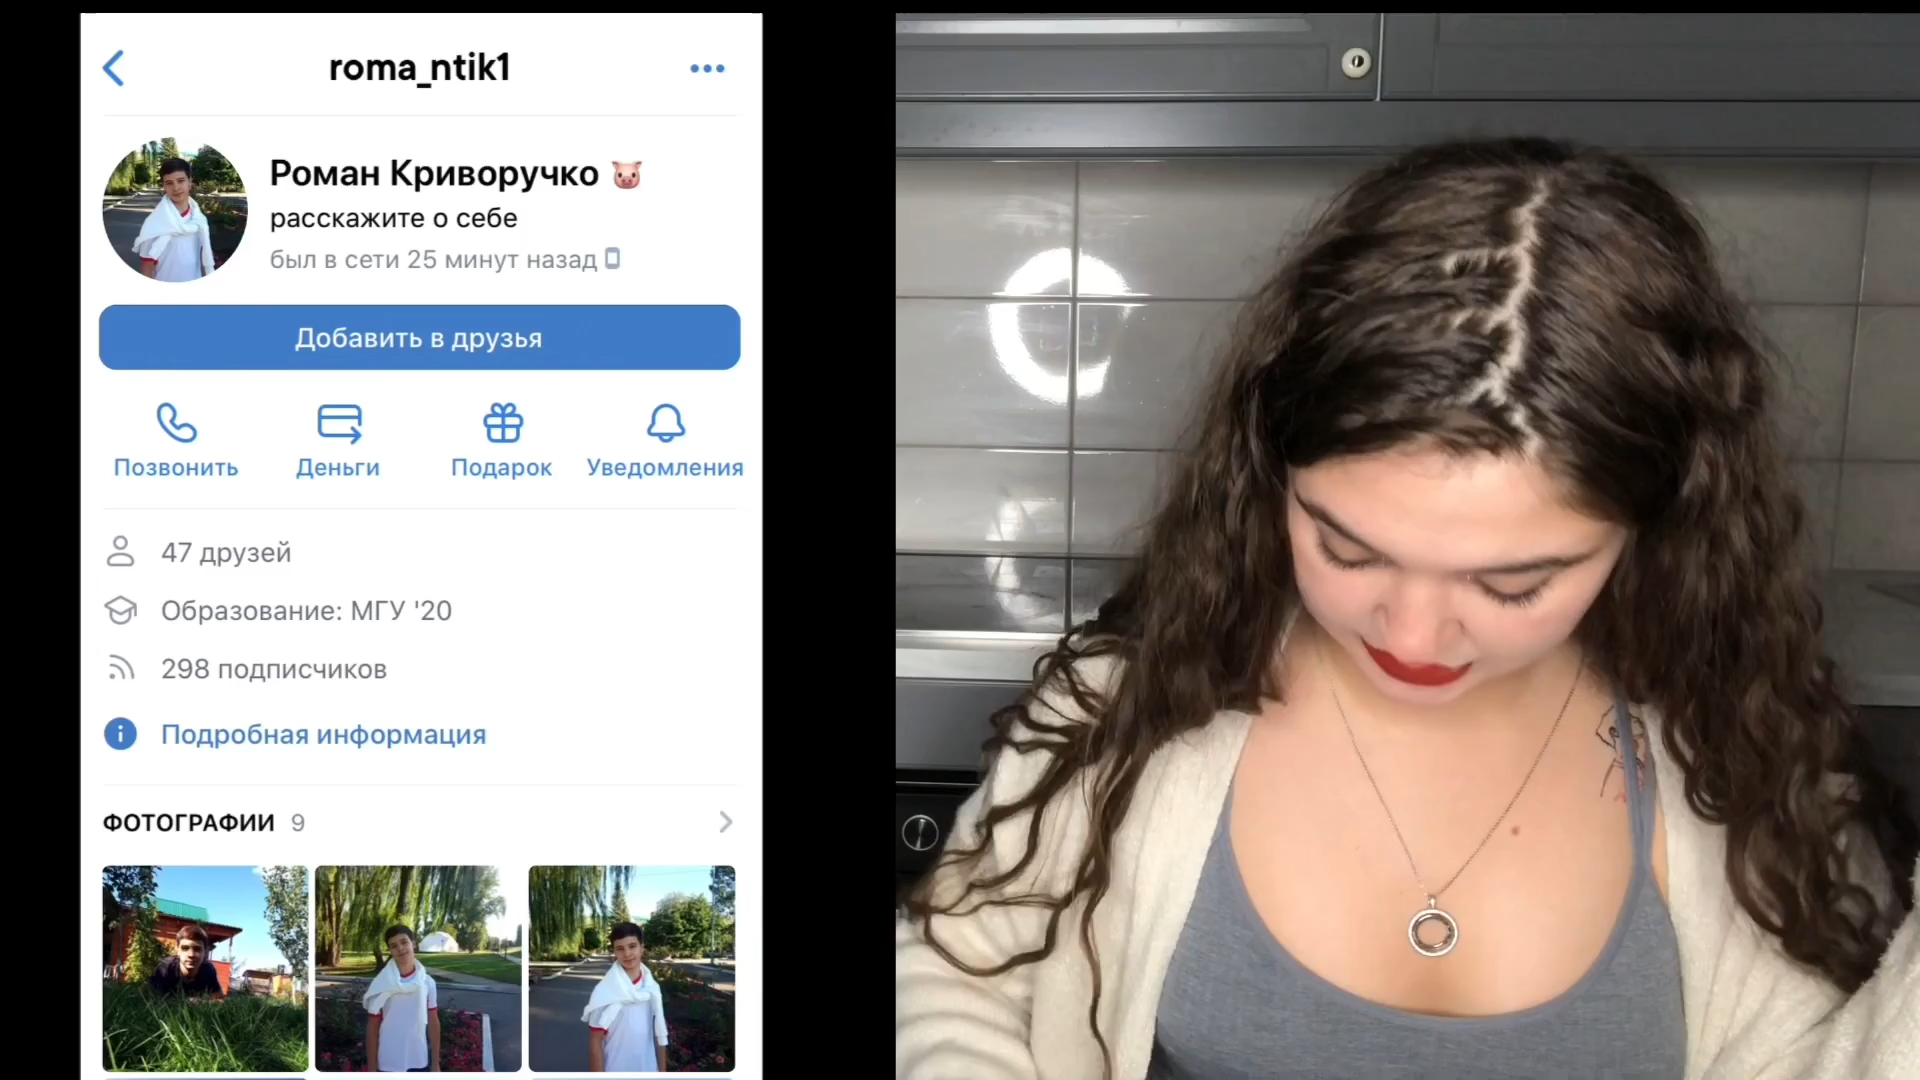 roma_ntik1
Роман Криворучко 🐷
расскажите о себе
был в сети 25 минут назад
Добавить в друзья
Позвонить
Деньги
Подарок
Уведомления
47 друзей
Образование: МГУ '20
298 подписчиков
Подробная информация
ФОТОГРАФИИ 9